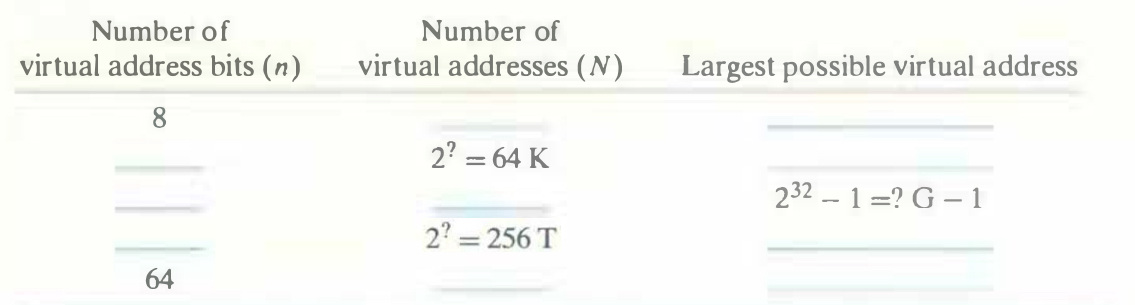 Number of virtual address bits (n)
Number of virtual addresses (N)
Largest possible virtual address
8
2^? = 64 K
2^32 − 1 =? G − 1
2^? = 256 T
64